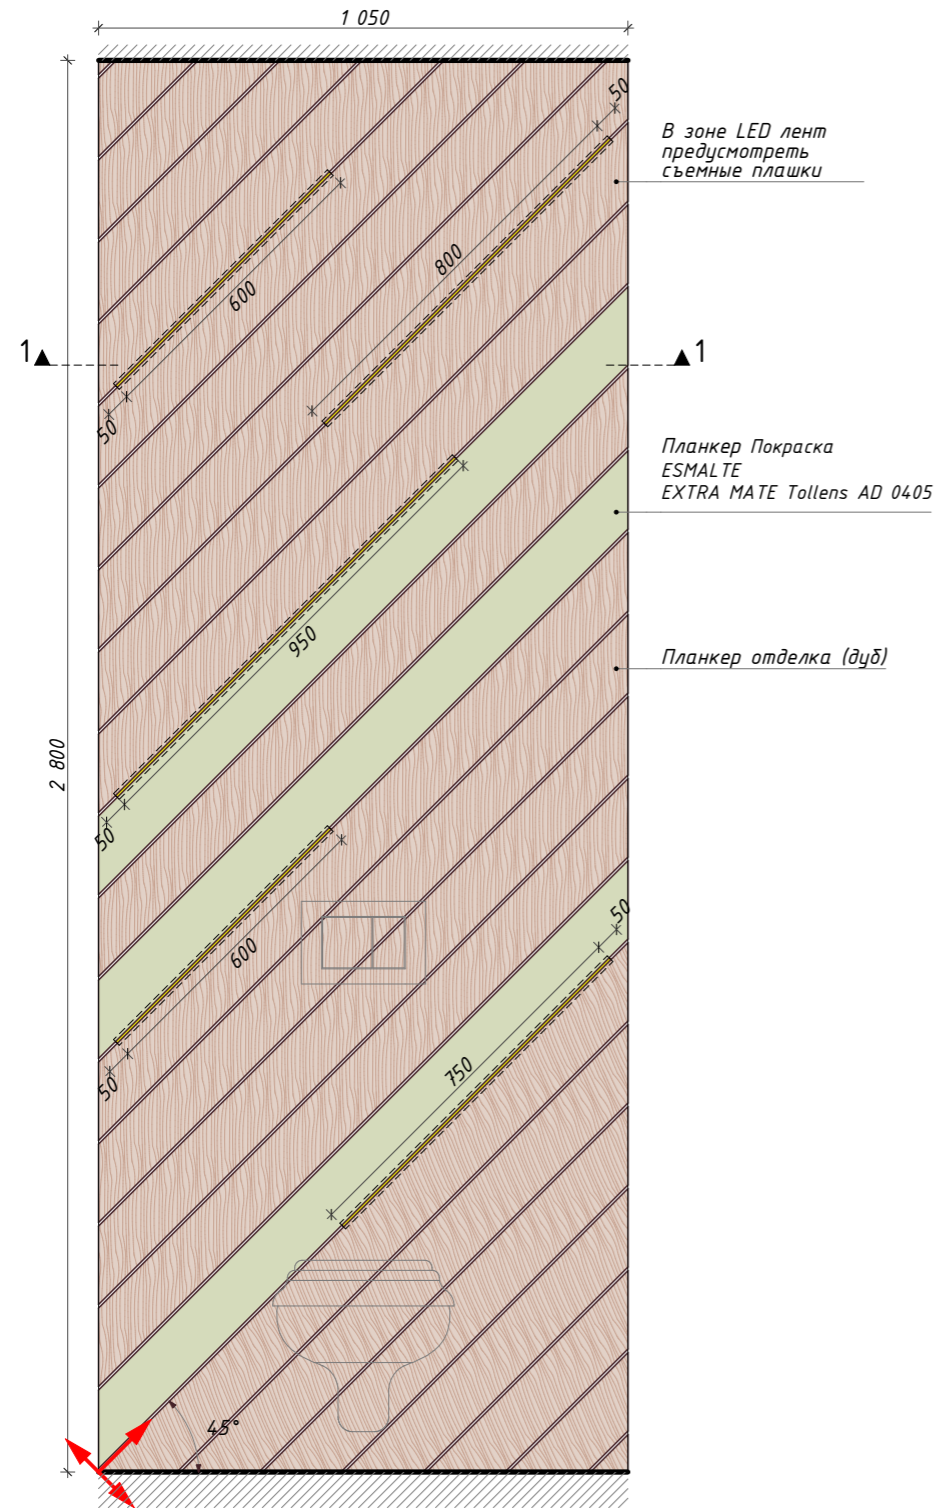 1 050
50
В зоне LED лент
предусмотреть
съемные плашки
800
600
1
1
50
Планкер Покраска
ESMALTE
EXTRA MATE Tollens AD 0405
950
Планкер отделка (дуб)
2 800
50
600
50
50
750
45°